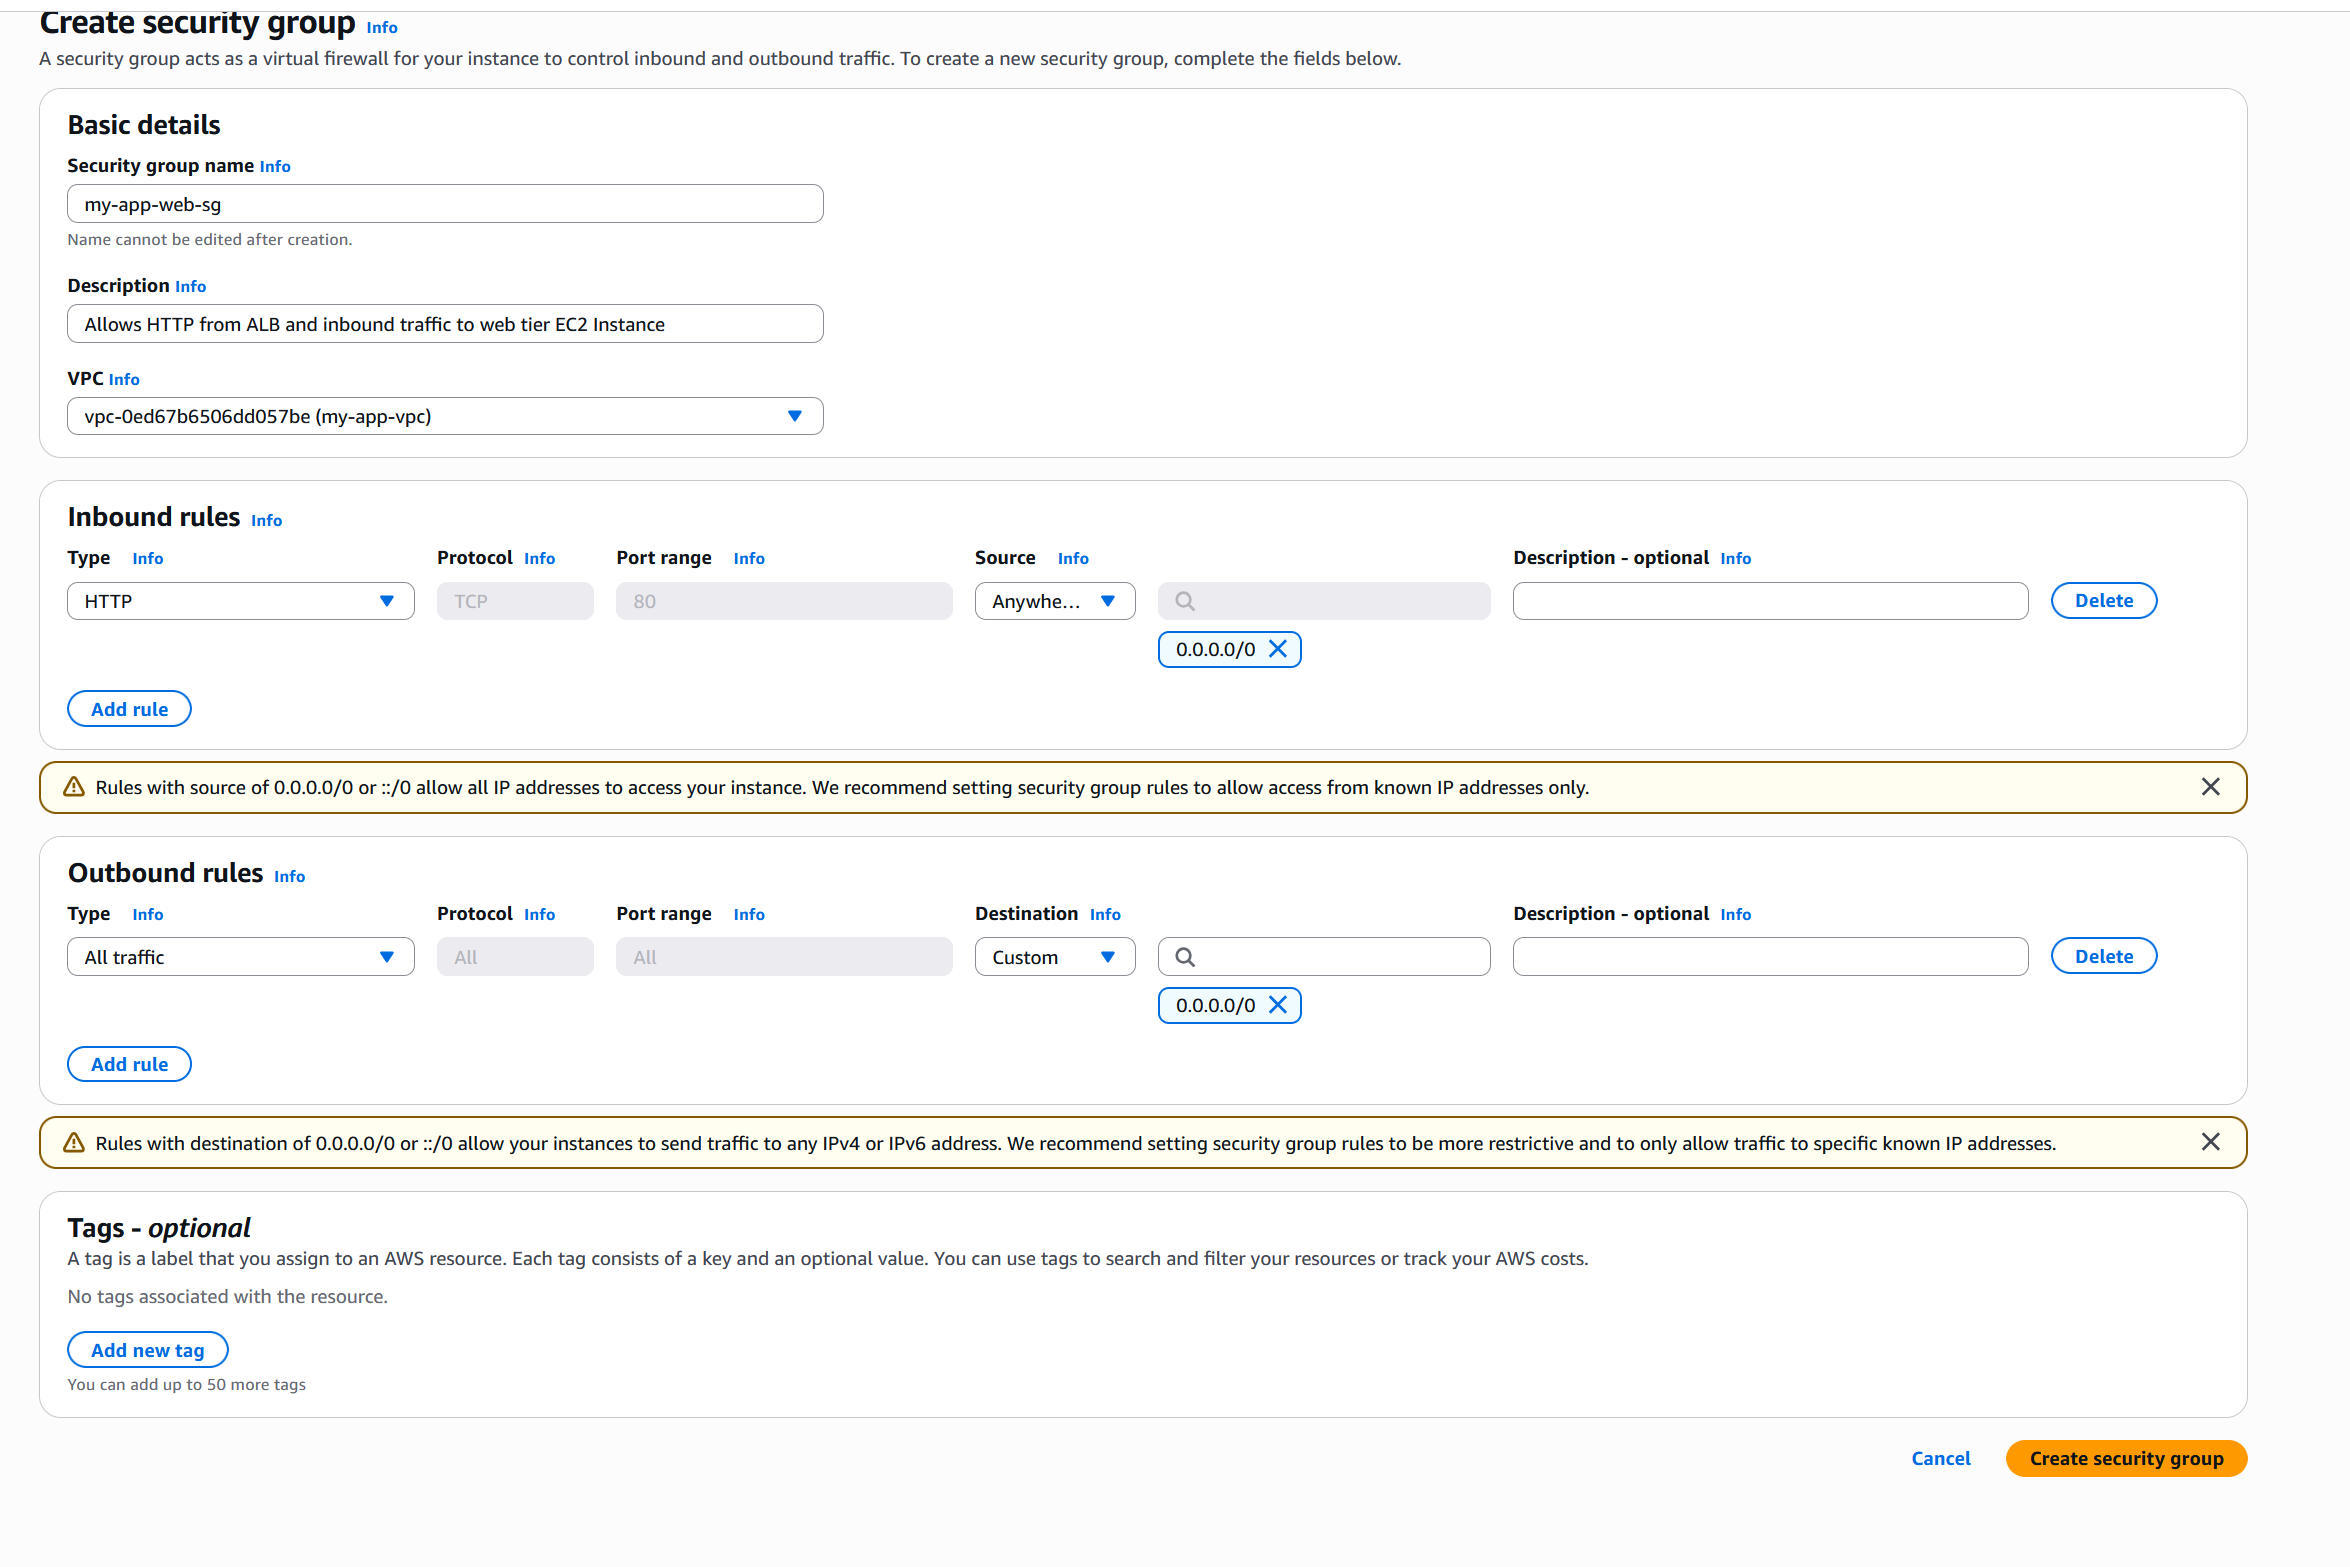 Create security group Info
A security group acts as a virtual firewall for your instance to control inbound and outbound traffic. To create a new security group, complete the fields below.
Basic details
Security group name Info
my-app-web-sg
Name cannot be edited after creation.
Description Info
Allows HTTP from ALB and inbound traffic to web tier EC2 Instance
VPC Info
vpc-0ed67b6506dd057be (my-app-vpc)
Inbound rules Info
Type Info Protocol Info Port range Info Source Info Description - optional Info
HTTP TCP 80 Anywhe... Delete
0.0.0.0/0
Add rule
Rules with source of 0.0.0.0/0 or ::/0 allow all IP addresses to access your instance. We recommend setting security group rules to allow access from known IP addresses only.
Outbound rules Info
Type Info Protocol Info Port range Info Destination Info Description - optional Info
All traffic All All Custom Delete
0.0.0.0/0
Add rule
Rules with destination of 0.0.0.0/0 or ::/0 allow your instances to send traffic to any IPv4 or IPv6 address. We recommend setting security group rules to be more restrictive and to only allow traffic to specific known IP addresses.
Tags - optional
A tag is a label that you assign to an AWS resource. Each tag consists of a key and an optional value. You can use tags to search and filter your resources or track your AWS costs.
No tags associated with the resource.
Add new tag
You can add up to 50 more tags
Cancel Create security group